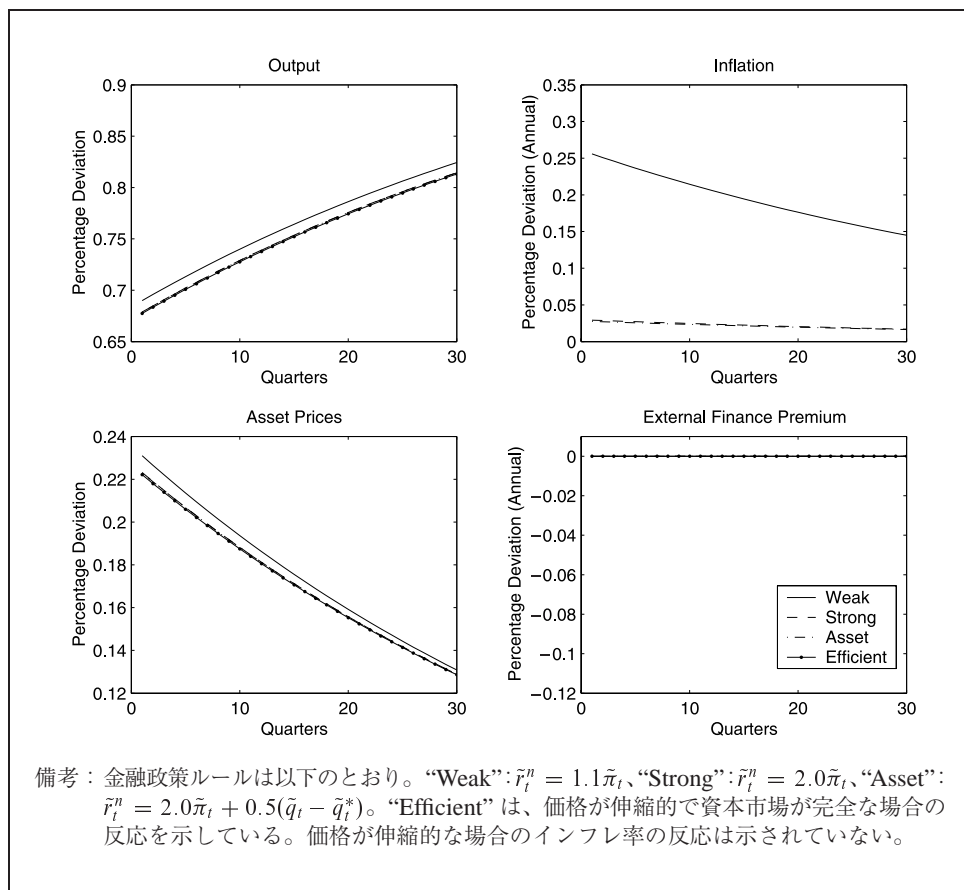 Output
Percentage Deviation
0.9
0.85
0.8
0.75
0.7
0.65
0
10
20
30
Quarters
Inflation
Percentage Deviation (Annual)
0.35
0.3
0.25
0.2
0.15
0.1
0.05
0
0
10
20
30
Quarters
Asset Prices
Percentage Deviation
0.24
0.22
0.2
0.18
0.16
0.14
0.12
0
10
20
30
Quarters
External Finance Premium
Percentage Deviation (Annual)
0
−0.02
−0.04
−0.06
−0.08
−0.1
−0.12
0
10
20
30
Quarters
Weak
Strong
Asset
Efficient
備考：金融政策ルールは以下のとおり。“Weak”: r̃ₜⁿ = 1.1π̃ₜ、“Strong”: r̃ₜⁿ = 2.0π̃ₜ、“Asset”:
r̃ₜⁿ = 2.0π̃ₜ + 0.5(q̃ₜ − q̃ₜ*)。“Efficient” は、価格が伸縮的で資本市場が完全な場合の
反応を示している。価格が伸縮的な場合のインフレ率の反応は示されていない。